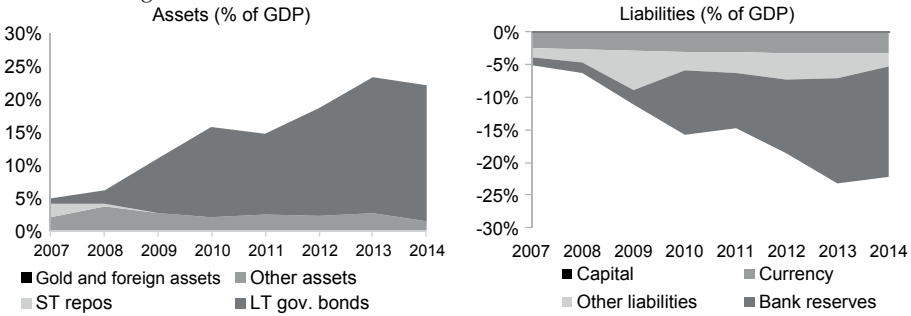 Assets (% of GDP)
30%
25%
20%
15%
10%
5%
0%
2007 2008 2009 2010 2011 2012 2013 2014
Gold and foreign assets Other assets
ST repos LT gov. bonds
Liabilities (% of GDP)
0%
-5%
-10%
-15%
-20%
-25%
-30%
2007 2008 2009 2010 2011 2012 2013 2014
Capital Currency
Other liabilities Bank reserves